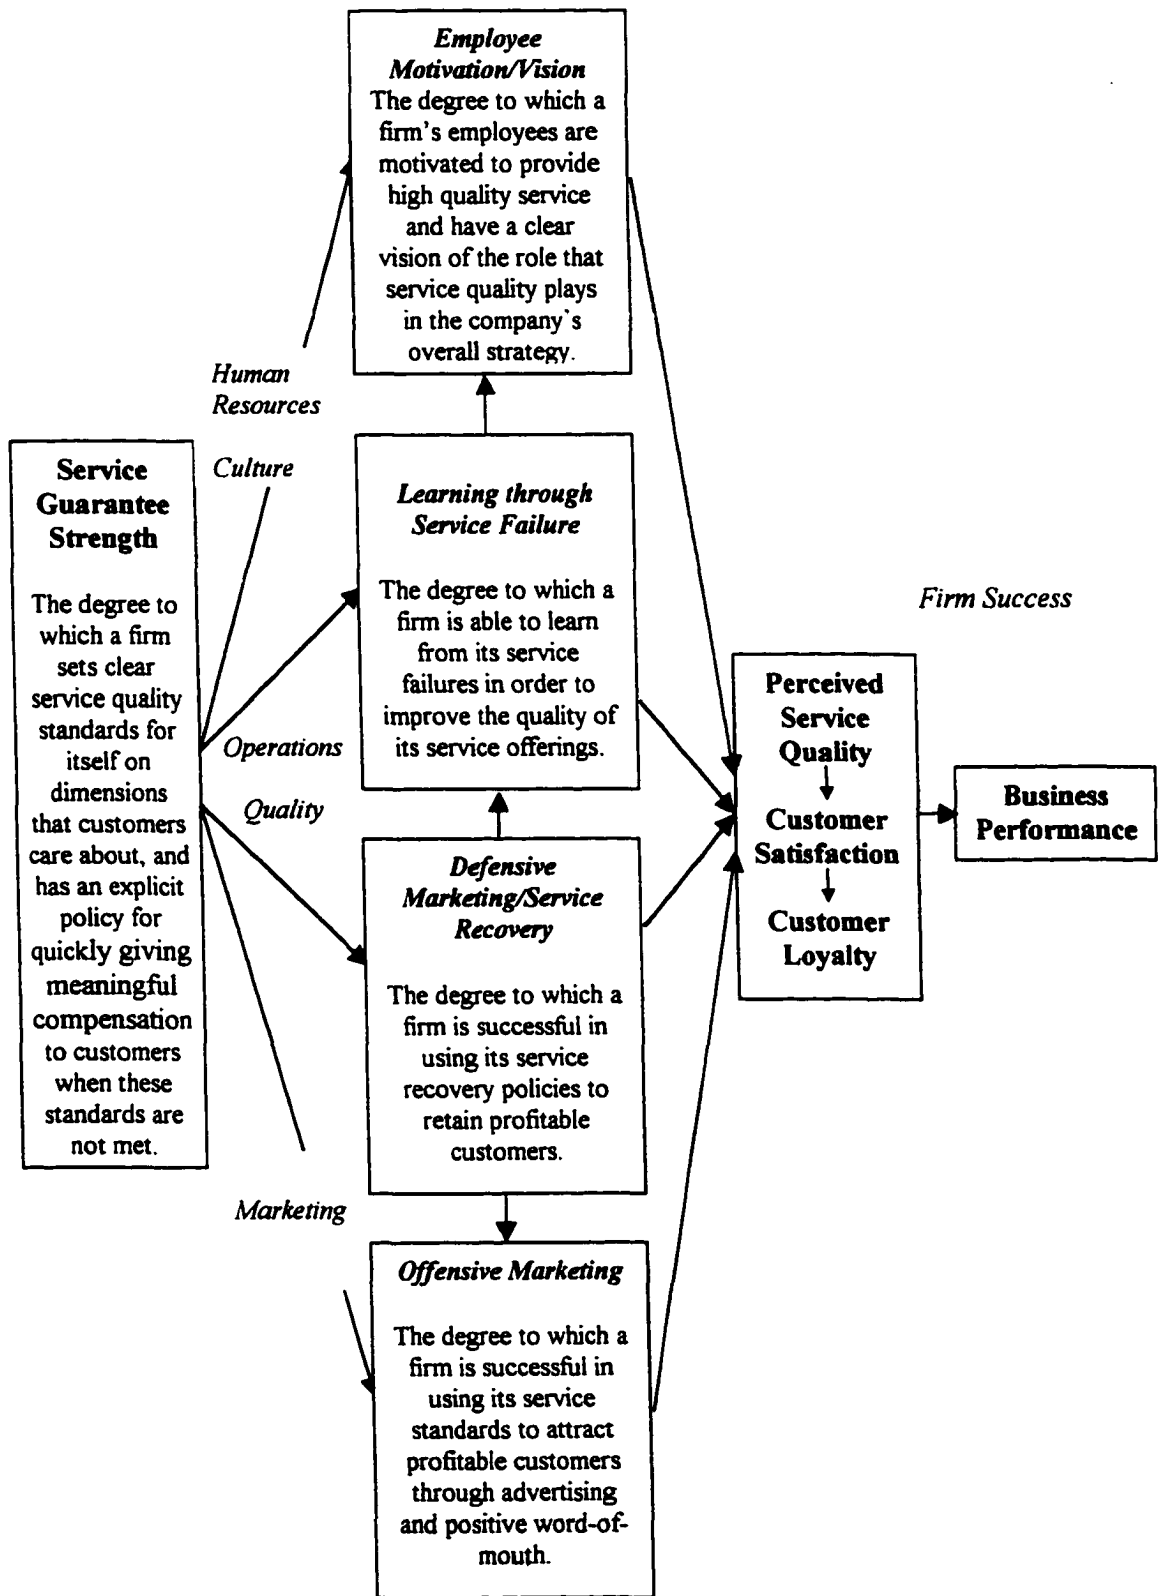 Employee
Motivation/Vision
The degree to which a
firm's employees are
motivated to provide
high quality service
and have a clear
vision of the role that
service quality plays
in the company's
overall strategy.
Human
Resources
Culture
Service
Guarantee
Strength
The degree to
which a firm
sets clear
service quality
standards for
itself on
dimensions
that customers
care about, and
has an explicit
policy for
quickly giving
meaningful
compensation
to customers
when these
standards are
not met.
Learning through
Service Failure
The degree to which a
firm is able to learn
from its service
failures in order to
improve the quality of
its service offerings.
Operations
Quality
Defensive
Marketing/Service
Recovery
The degree to which a
firm is successful in
using its service
recovery policies to
retain profitable
customers.
Marketing
Offensive Marketing
The degree to which a
firm is successful in
using its service
standards to attract
profitable customers
through advertising
and positive word-of-
mouth.
Firm Success
Perceived
Service
Quality
Customer
Satisfaction
Customer
Loyalty
Business
Performance